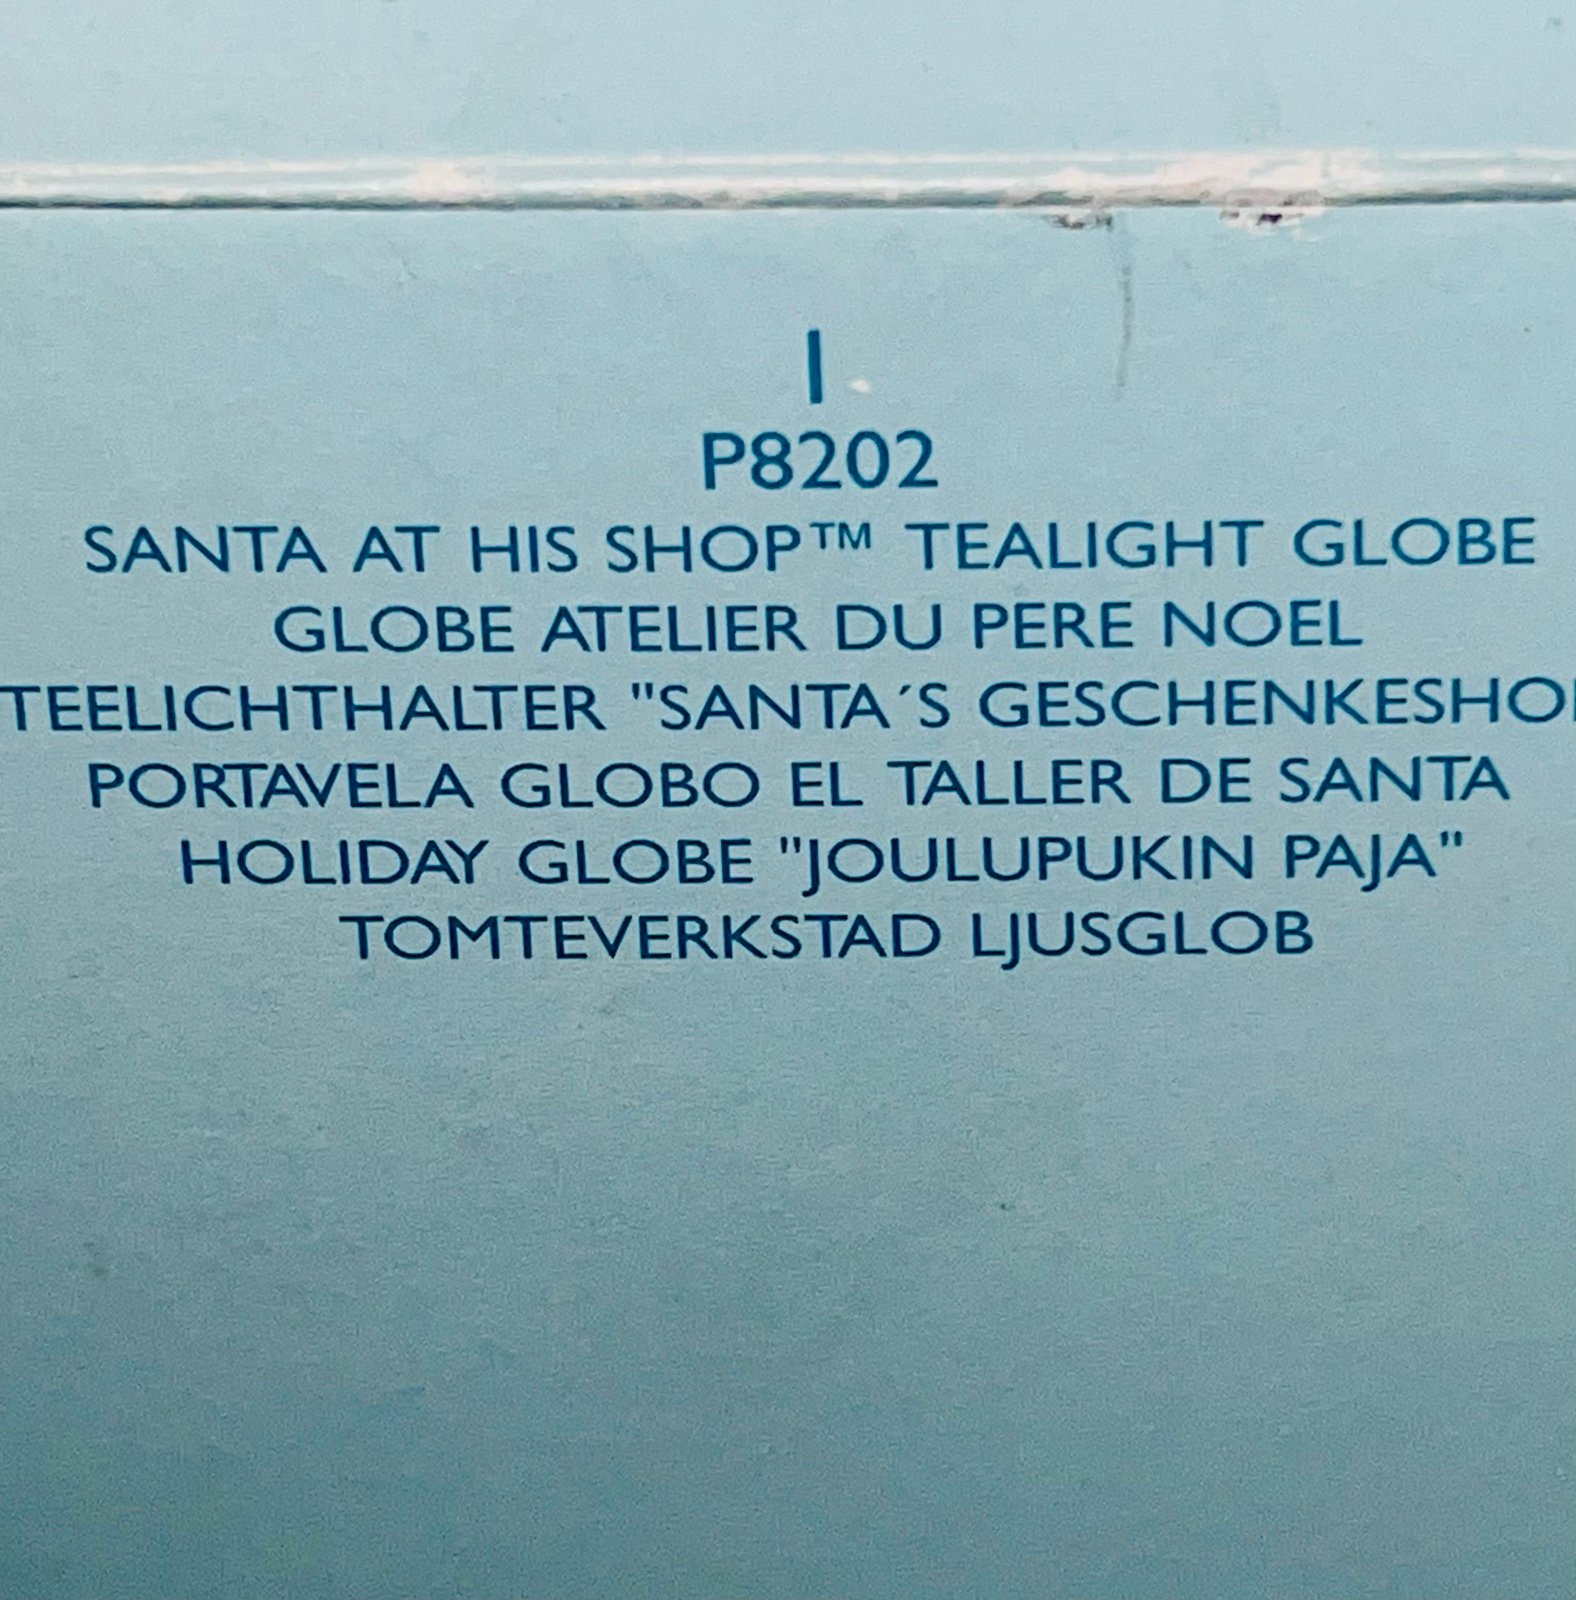 1
P8202
SANTA AT HIS SHOP™ TEALIGHT GLOBE
GLOBE ATELIER DU PERE NOEL
TEELICHTHALTER "SANTA´S
PORTAVELA GLOBO EL TALLER DE SANTA
HOLIDAY GLOBE "JOULUPUKIN PAJA"
TOMTEVERKSTAD LJUSGLOB